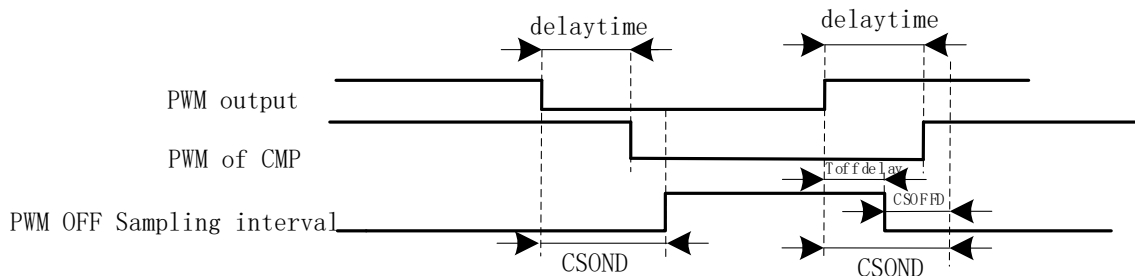 delaytime delaytime
PWM output
PWM of CMP
Toffdelay
CSOFFD
PWM OFF Sampling interval
CSOND CSOND